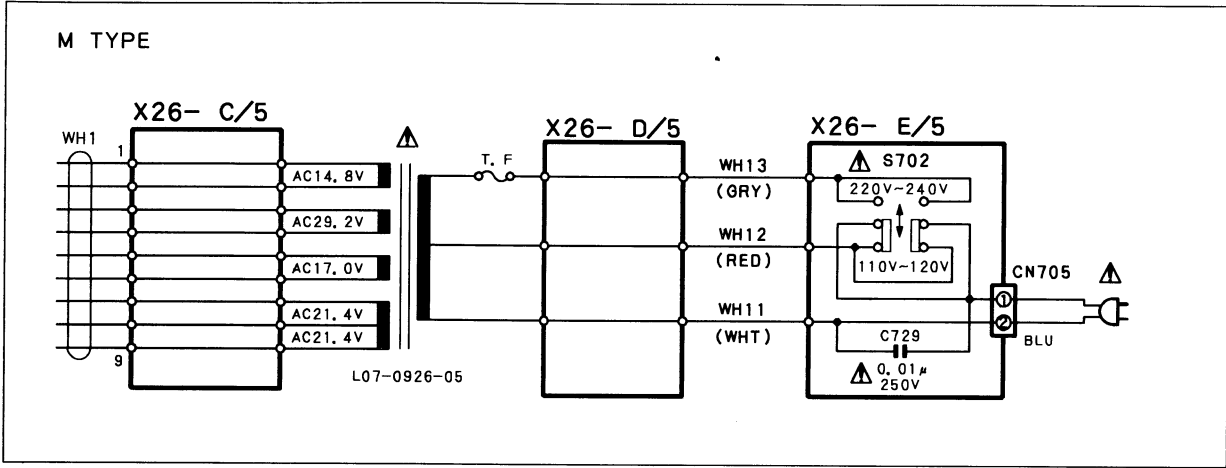 M TYPE
X26- C/5
WH1
1
9
AC14.8V
AC29.2V
AC17.0V
AC21.4V
AC21.4V
L07-0926-05
T. F
X26- D/5
WH13
(GRY)
WH12
(RED)
WH11
(WHT)
X26- E/5
S702
220V~240V
110V~120V
C729
0.01μ
250V
CN705
1
2
BLU